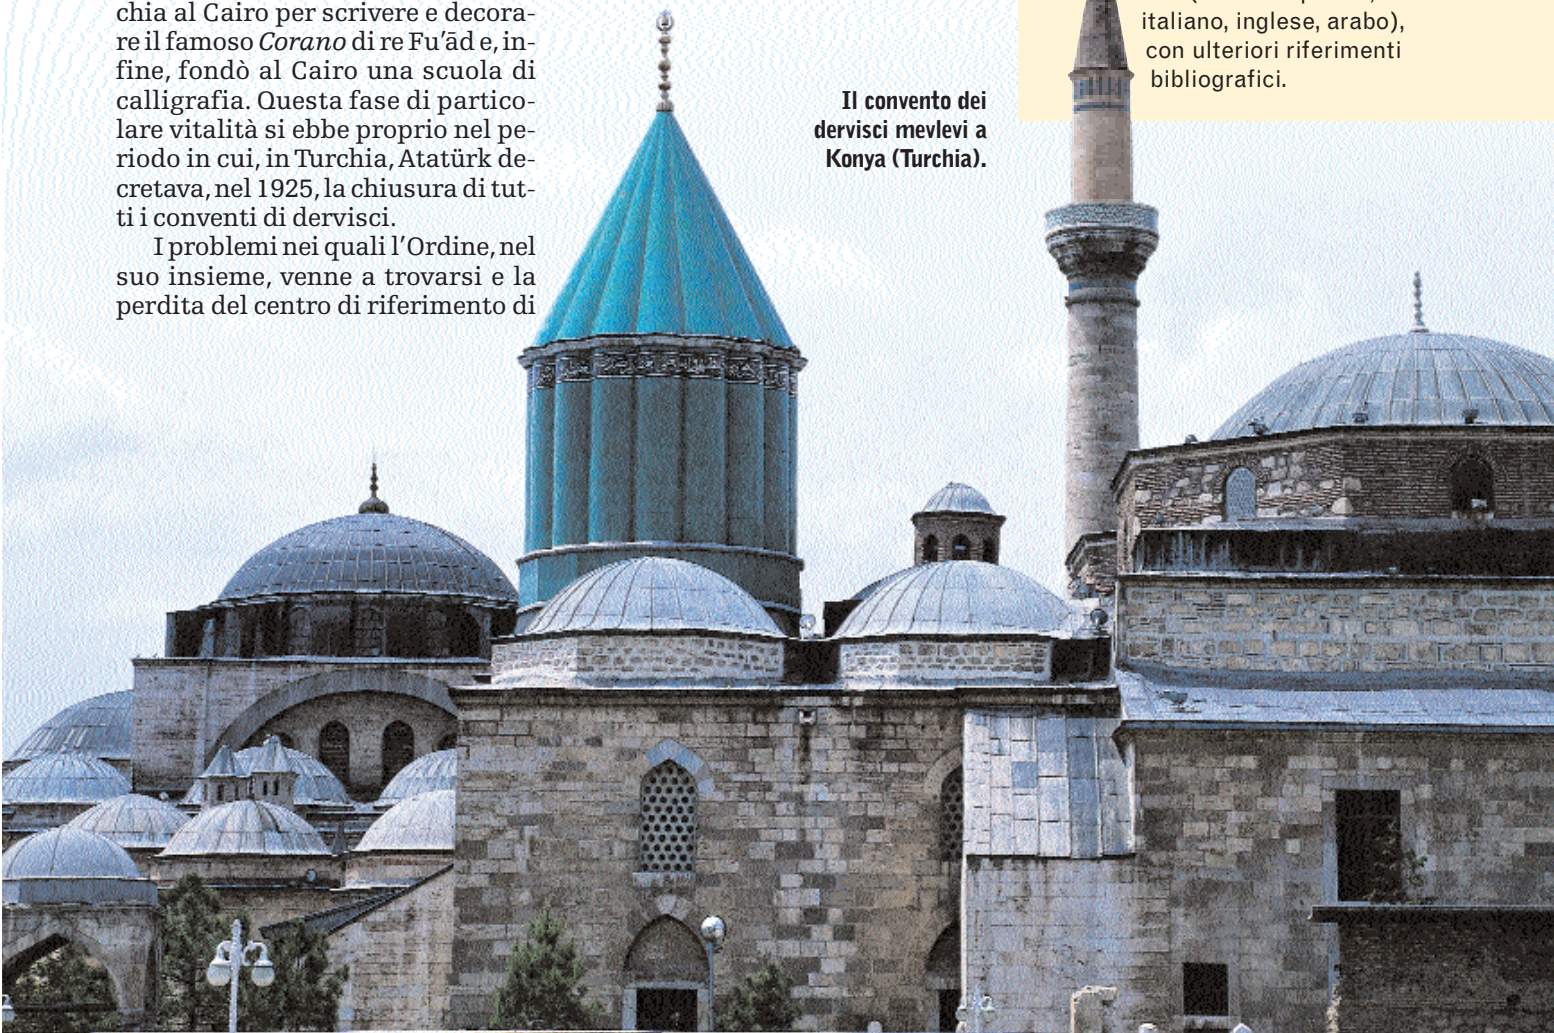 chia al Cairo per scrivere e decora-
re il famoso Corano di re Fu’ād e, in-
fine, fondò al Cairo una scuola di
calligrafia. Questa fase di partico-
lare vitalità si ebbe proprio nel pe-
riodo in cui, in Turchia, Atatürk de-
cretava, nel 1925, la chiusura di tut-
ti i conventi di dervisci.
I problemi nei quali l’Ordine, nel
suo insieme, venne a trovarsi e la
perdita del centro di riferimento di
Il convento dei
dervisci mevlevi a
Konya (Turchia).
italiano, inglese, arabo),
con ulteriori riferimenti
bibliografici.